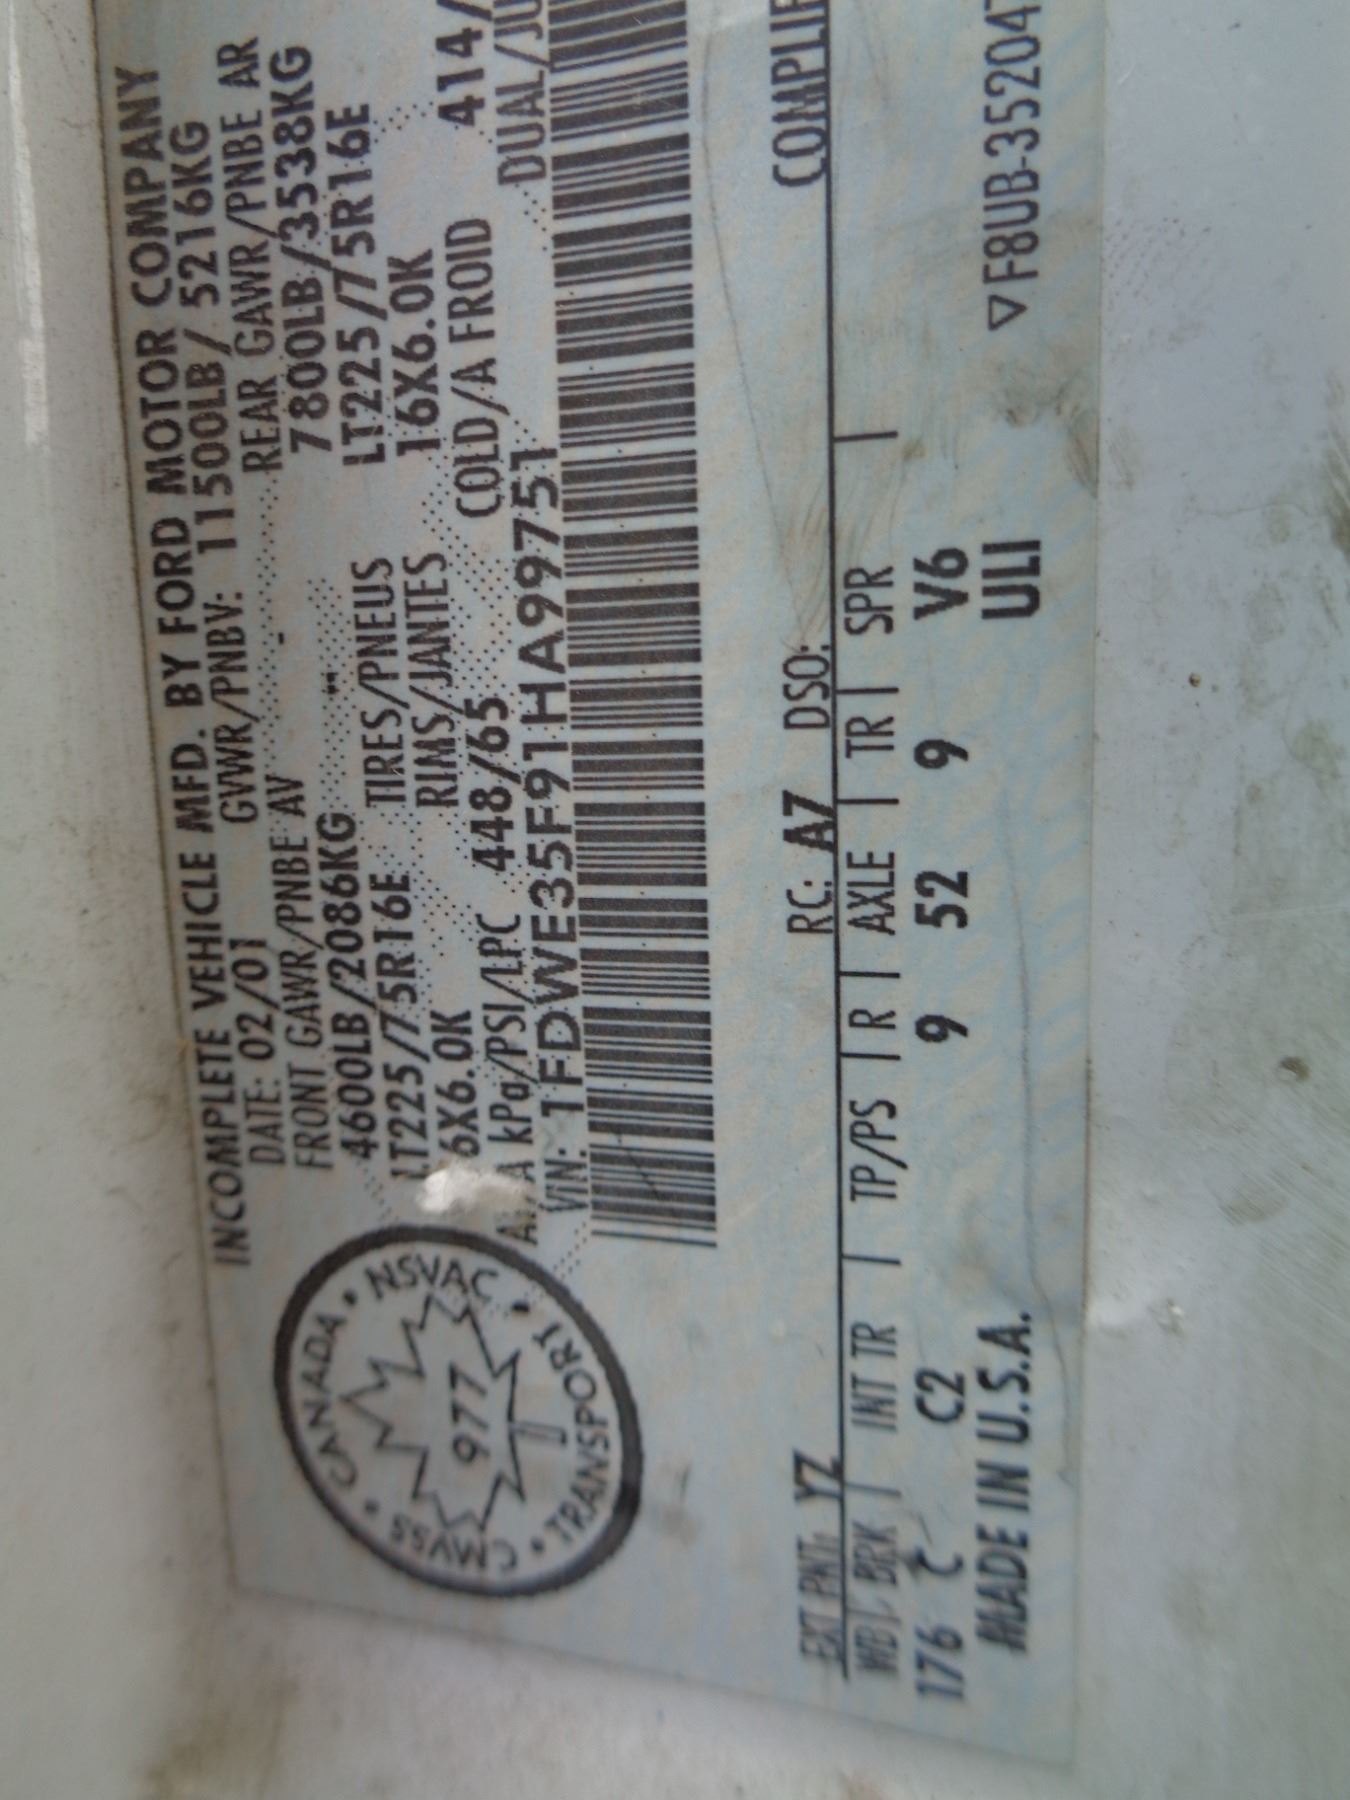 INCOMPLETE VEHICLE MFD. BY FORD MOTOR COMPANY
DATE: 02/01 GVWR/PNBV: 11500LB/ 5216KG
FRONT GAWR/PNBE AV REAR GAWR/PNBE AR
4600LB/2086KG 7800LB/3538KG
LT225/75R16E TIRES/PNEUS LT225/75R16E
6X6.0K RIMS/JANTES 16X6.0K
kPa/PSI/LPC 448/65 COLD/A FROID 414/
VIN: 1FDWE35F91HA99751 DUAL/JU
CANADA • NSVAC • TRANSPORT • CMVSS •
977
EXT PNT: YZ RC: A7 DSO:
WB | BRK | INT TR | TP/PS | R | AXLE | TR | SPR |
176 C C2 9 52 9 V6
MADE IN U.S.A. ULI
COMPLIE
▽F8UB-35204